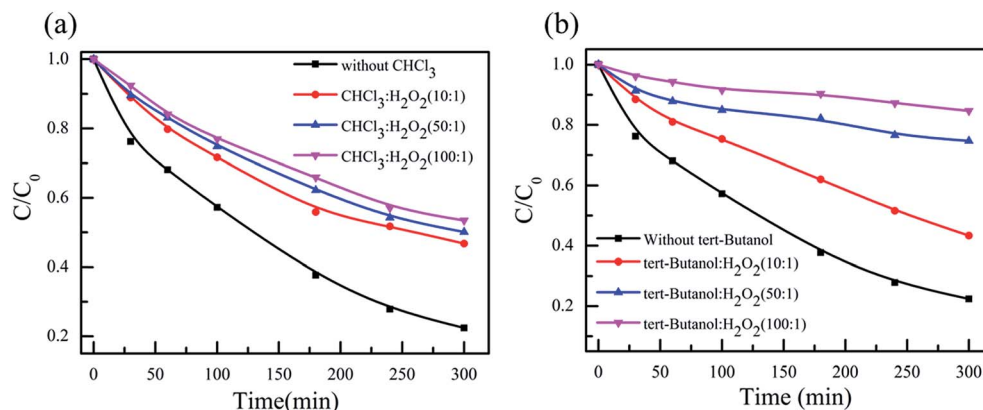 (a)
1.0
0.8
0.6
0.4
0.2
C/C0
without CHCl3
CHCl3:H2O2(10:1)
CHCl3:H2O2(50:1)
CHCl3:H2O2(100:1)
0 50 100 150 200 250 300
Time(min)
(b)
1.0
0.8
0.6
0.4
0.2
C/C0
Without tert-Butanol
tert-Butanol:H2O2(10:1)
tert-Butanol:H2O2(50:1)
tert-Butanol:H2O2(100:1)
0 50 100 150 200 250 300
Time (min)